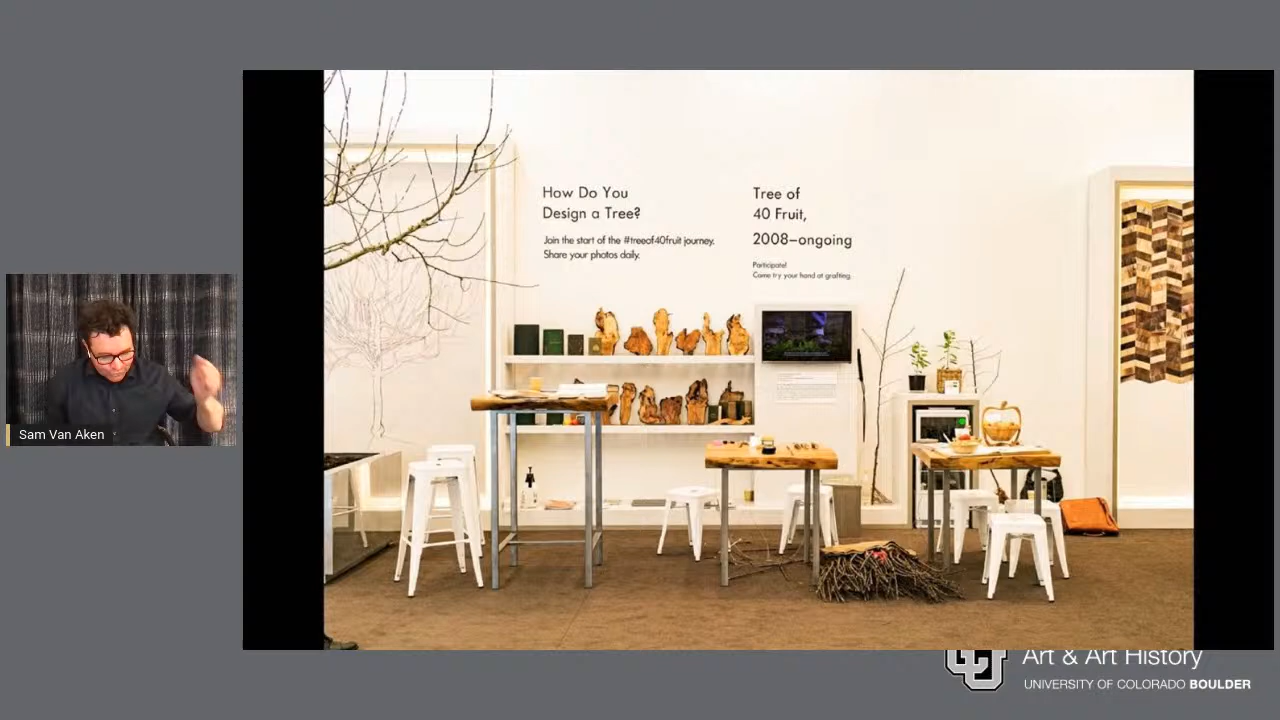 How Do You
Design a Tree?
Join the start of the #treeof40fruit journey.
Share your photos daily.
Tree of
40 Fruit,
2008–ongoing
Participate!
Come try your hand at grafting.
Sam Van Aken
Art & Art History
UNIVERSITY OF COLORADO BOULDER